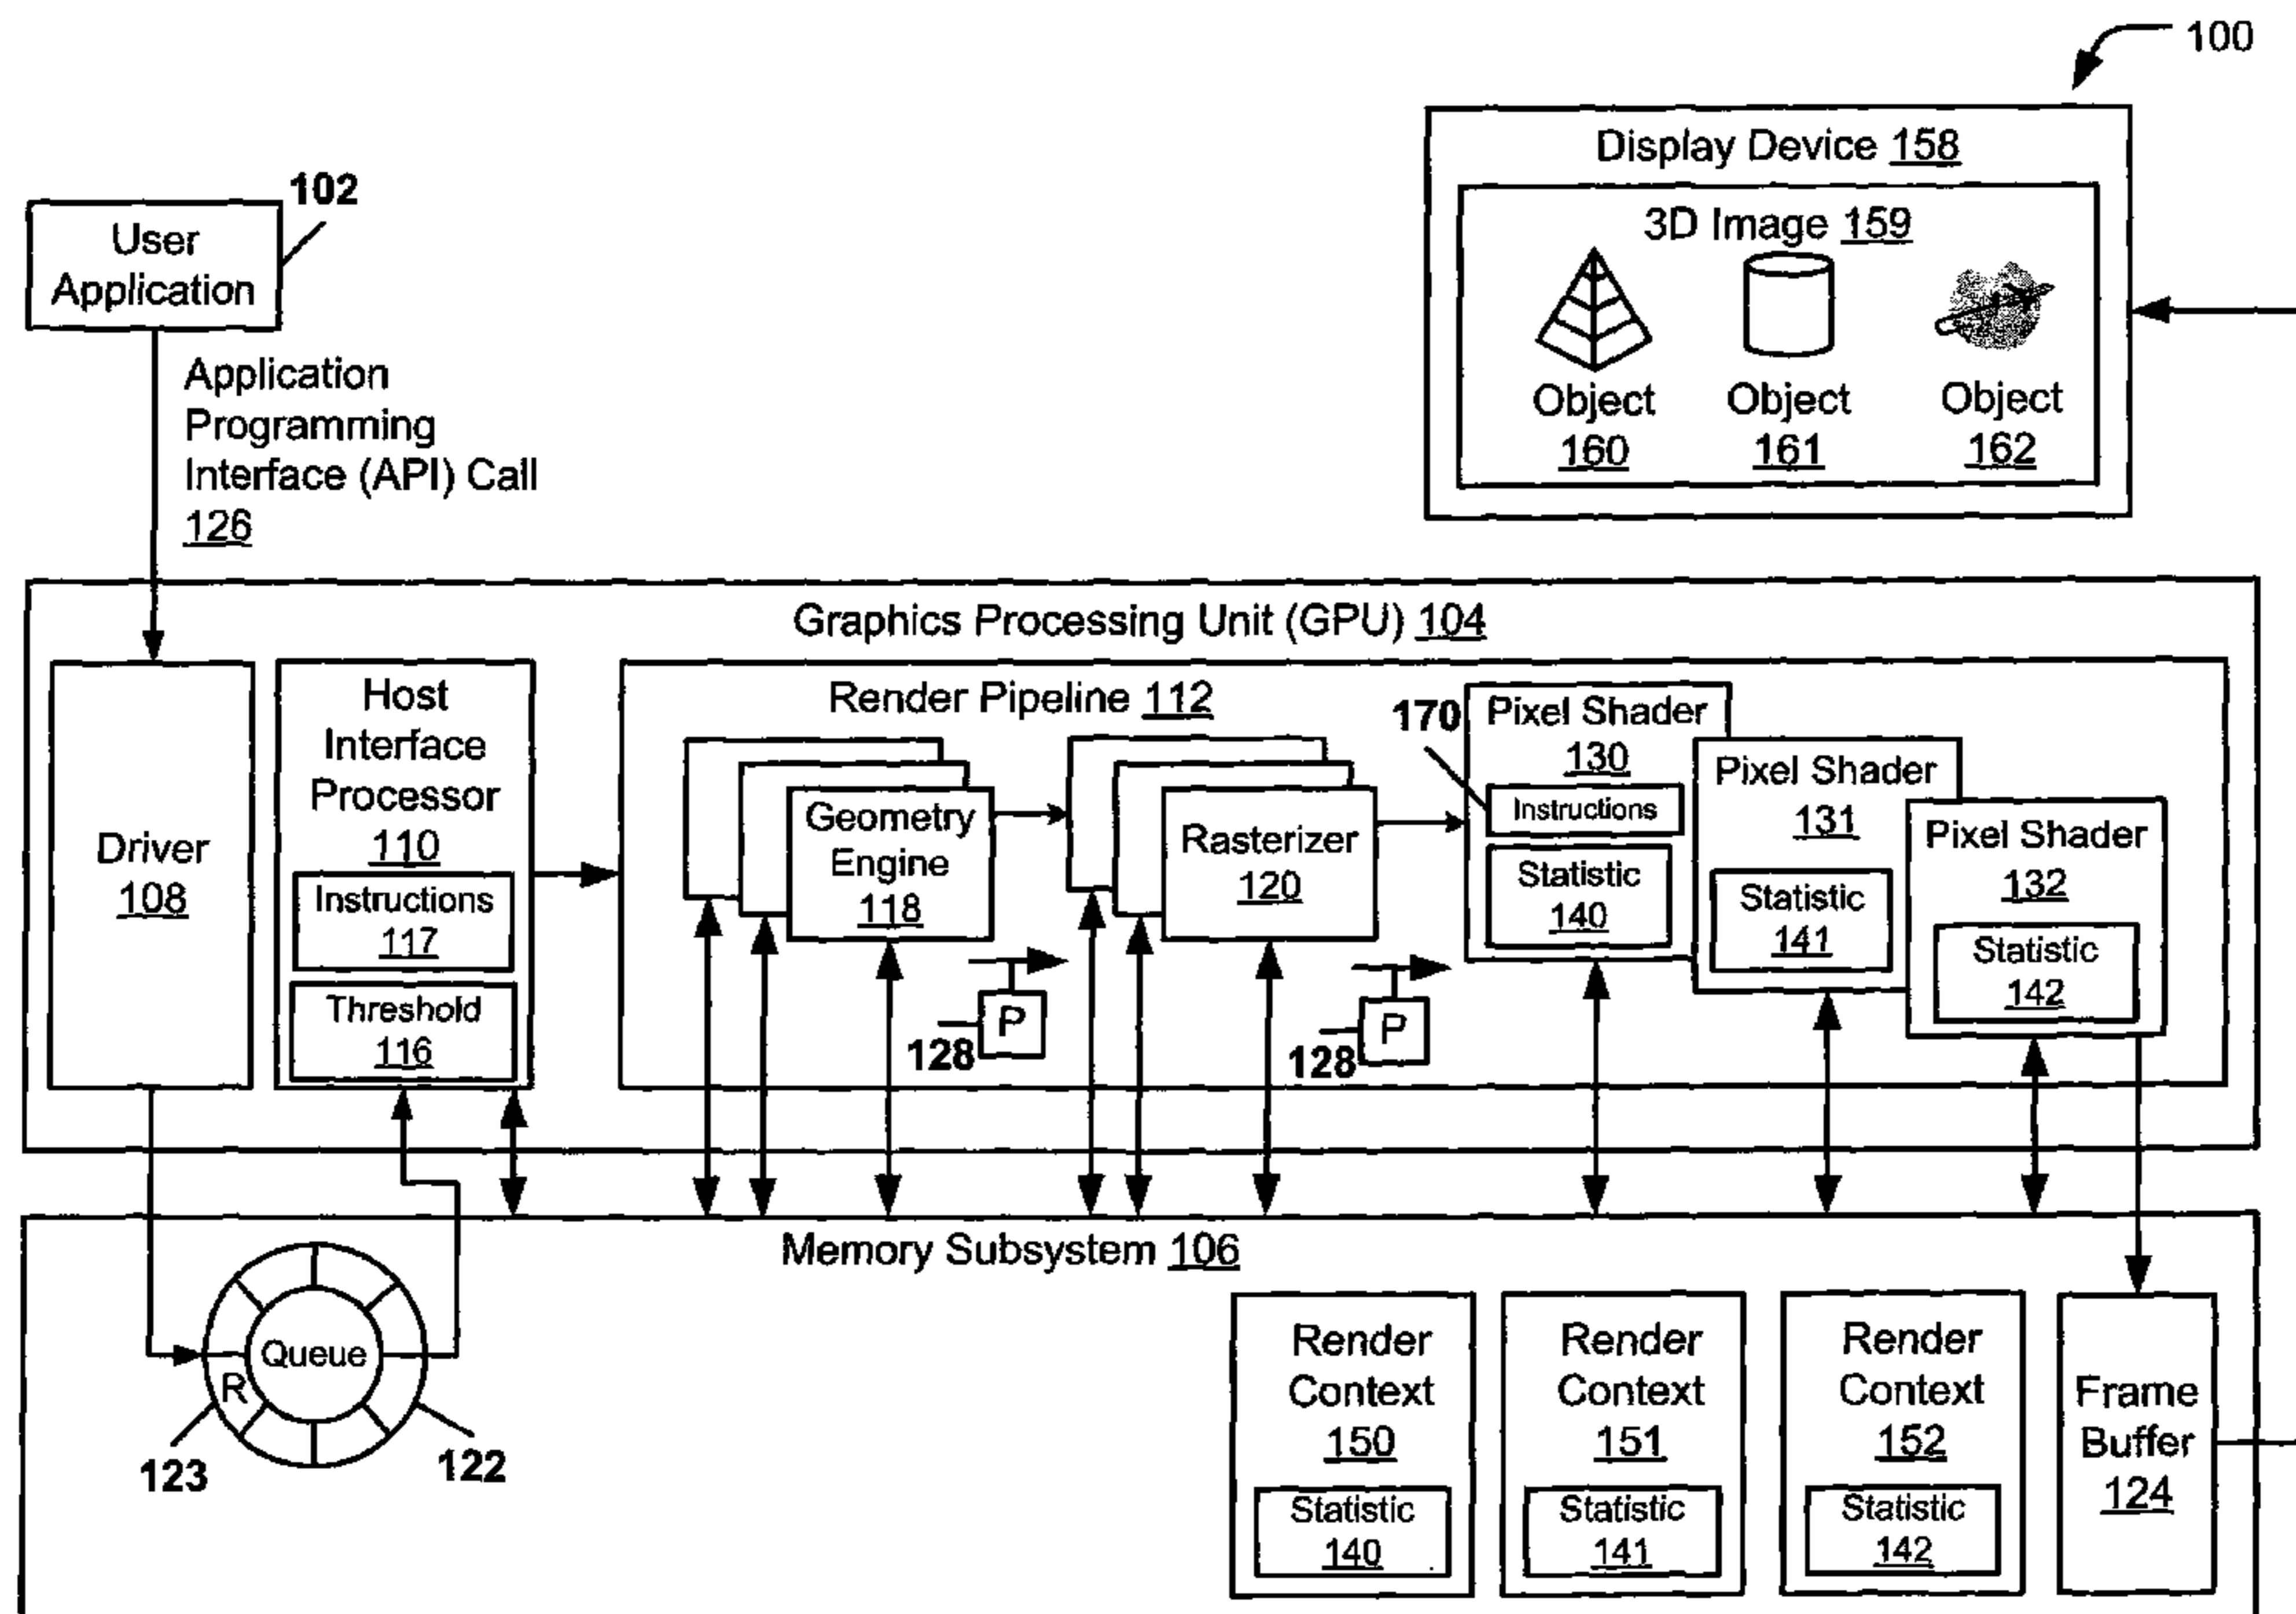 100
Display Device 158
3D Image 159
Object
160
Object
161
Object
162
102
User
Application
Application
Programming
Interface (API) Call
126
Graphics Processing Unit (GPU) 104
Driver
108
Host
Interface
Processor
110
Instructions
117
Threshold
116
Render Pipeline 112
Geometry
Engine
118
P
128
Rasterizer
120
P
128
170
Pixel Shader
130
Instructions
Statistic
140
Pixel Shader
131
Statistic
141
Pixel Shader
132
Statistic
142
Memory Subsystem 106
Queue
R
123
122
Render
Context
150
Statistic
140
Render
Context
151
Statistic
141
Render
Context
152
Statistic
142
Frame
Buffer
124